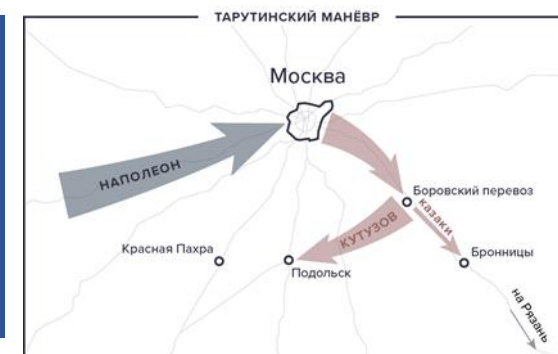 ТАРУТИНСКИЙ МАНЁВР
Москва
НАПОЛЕОН
Боровский перевоз
казаки
КУТУЗОВ
Красная Пахра
Бронницы
Подольск
на Рязань